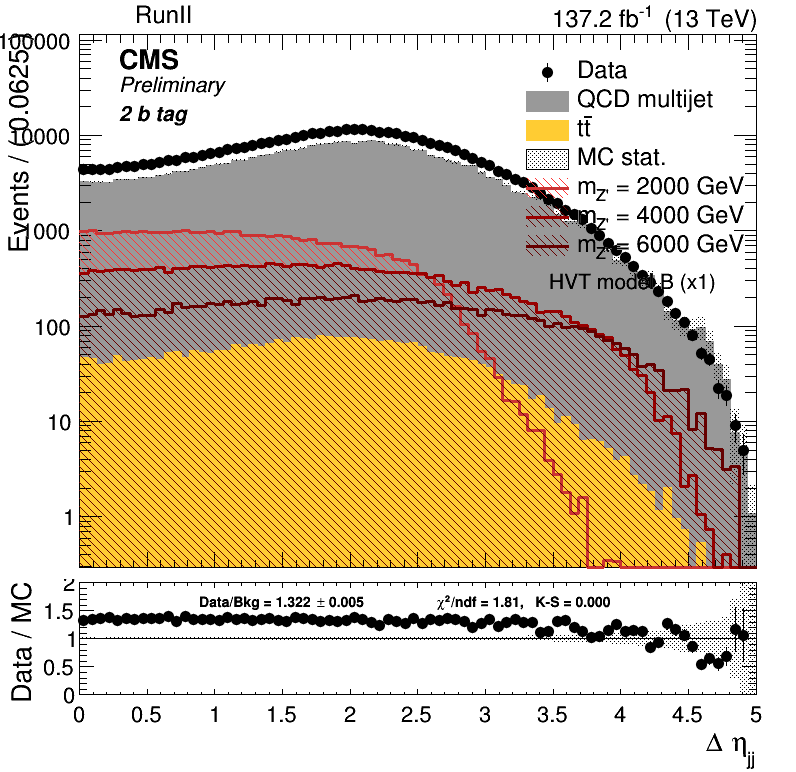 RunII
137.2 fb⁻¹ (13 TeV)
CMS
Preliminary
2 b tag
Data
QCD multijet
tt̄
MC stat.
m_Z' = 2000 GeV
m_Z' = 4000 GeV
m_Z' = 6000 GeV
HVT model B (x1)
Events / ( 0.0625 )
100000
10000
1000
100
10
1
Data/Bkg = 1.322 ± 0.005
χ²/ndf = 1.81, K-S = 0.000
Data / MC
2
1.5
1
0.5
0
0 0.5 1 1.5 2 2.5 3 3.5 4 4.5 5
Δ η_jj